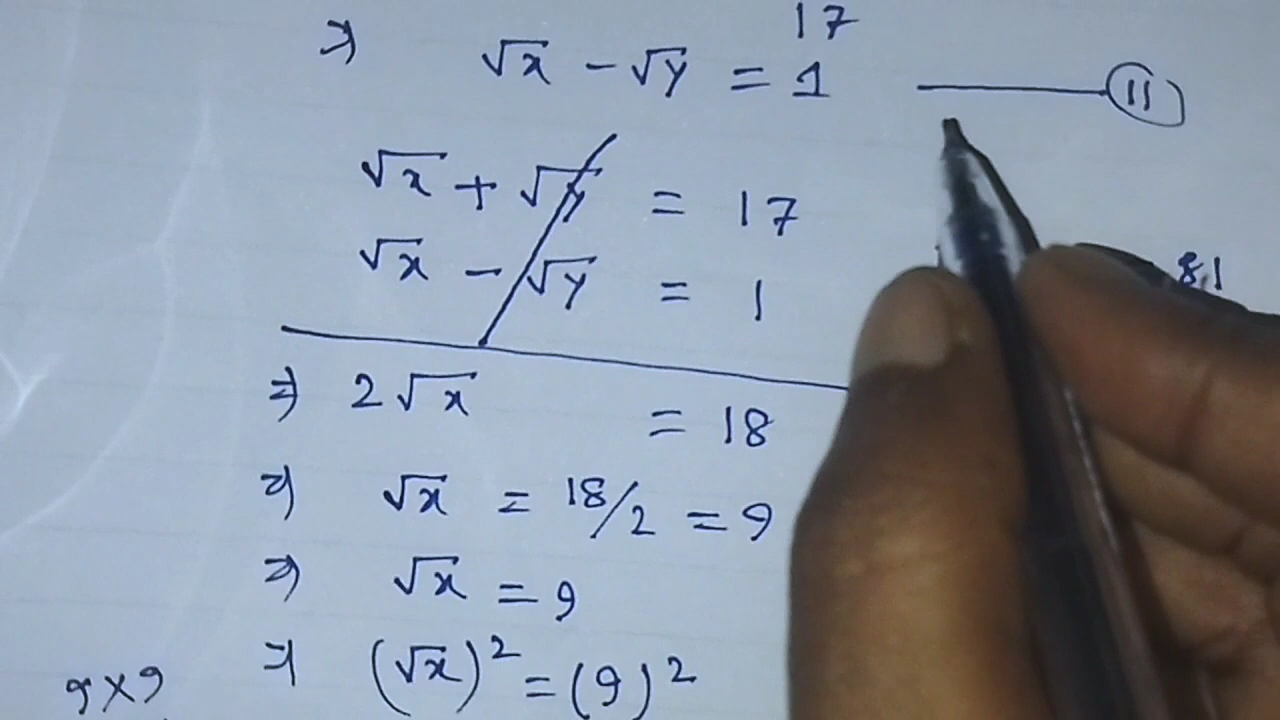 17
⇒ √x − √y = 1 —— (II)
√x + √y = 17
√x − √y = 1
⇒ 2√x = 18
⇒ √x = 18/2 = 9
⇒ √x = 9
⇒ (√x)² = (9)²
9×9
81